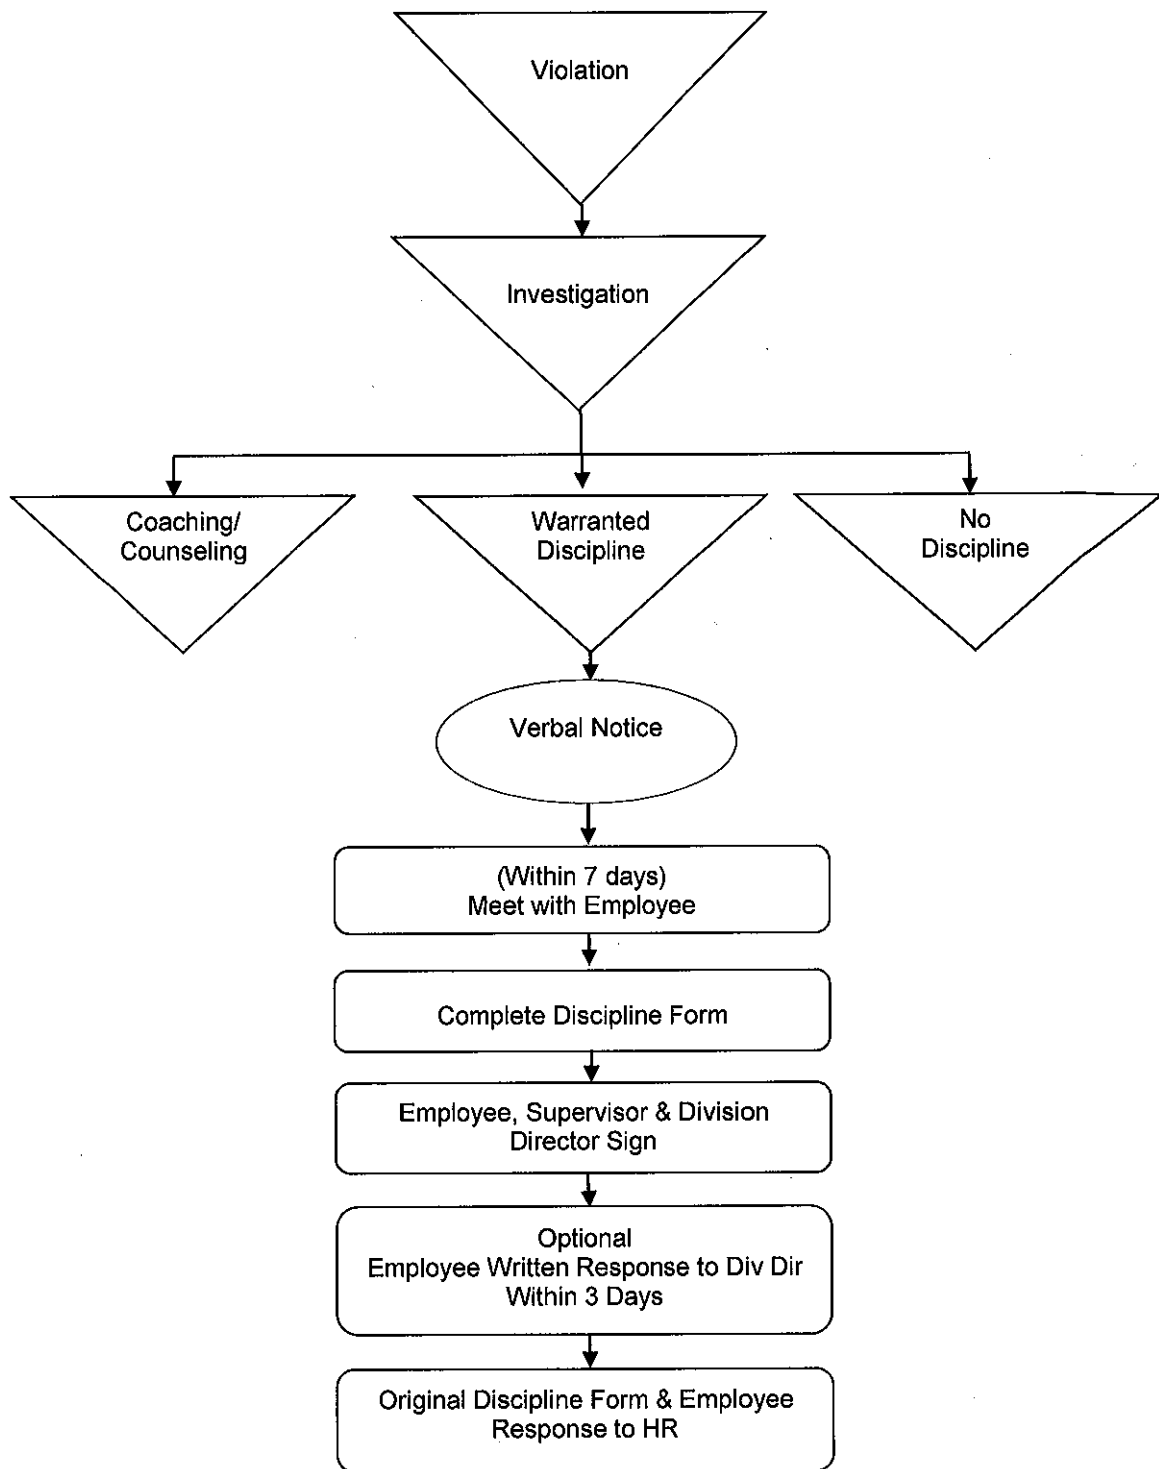 Violation
Investigation
Coaching/
Counseling
Warranted
Discipline
No
Discipline
Verbal Notice
(Within 7 days)
Meet with Employee
Complete Discipline Form
Employee, Supervisor & Division
Director Sign
Optional
Employee Written Response to Div Dir
Within 3 Days
Original Discipline Form & Employee
Response to HR